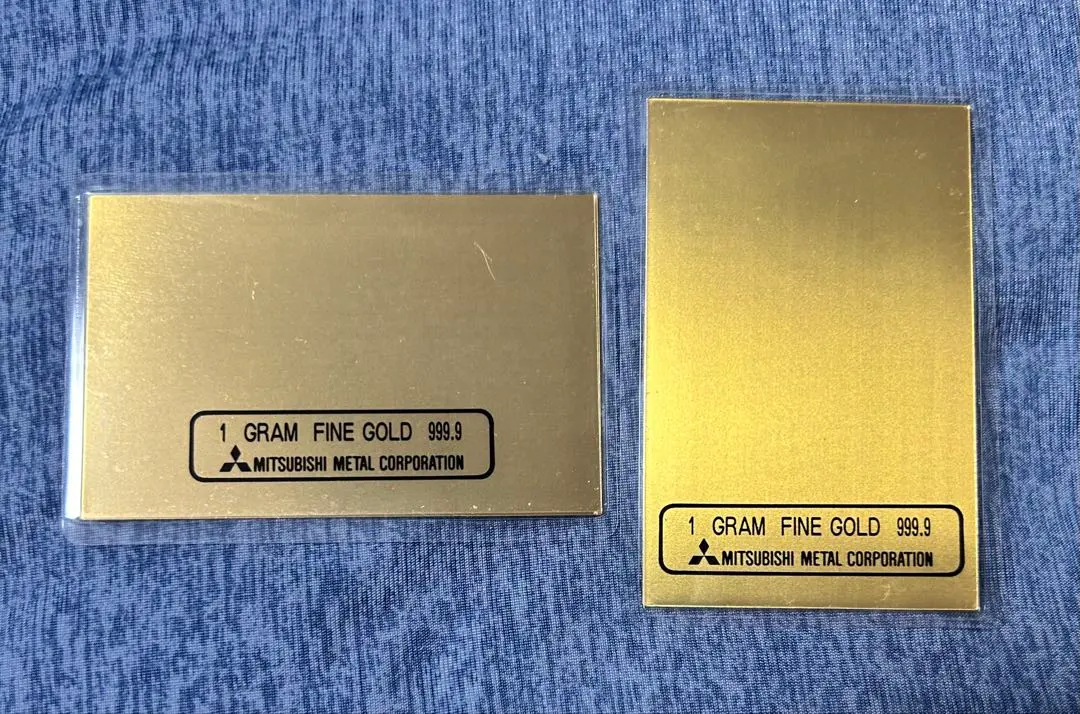 1 GRAM FINE GOLD 999.9
MITSUBISHI METAL CORPORATION
1 GRAM FINE GOLD 999.9
MITSUBISHI METAL CORPORATION